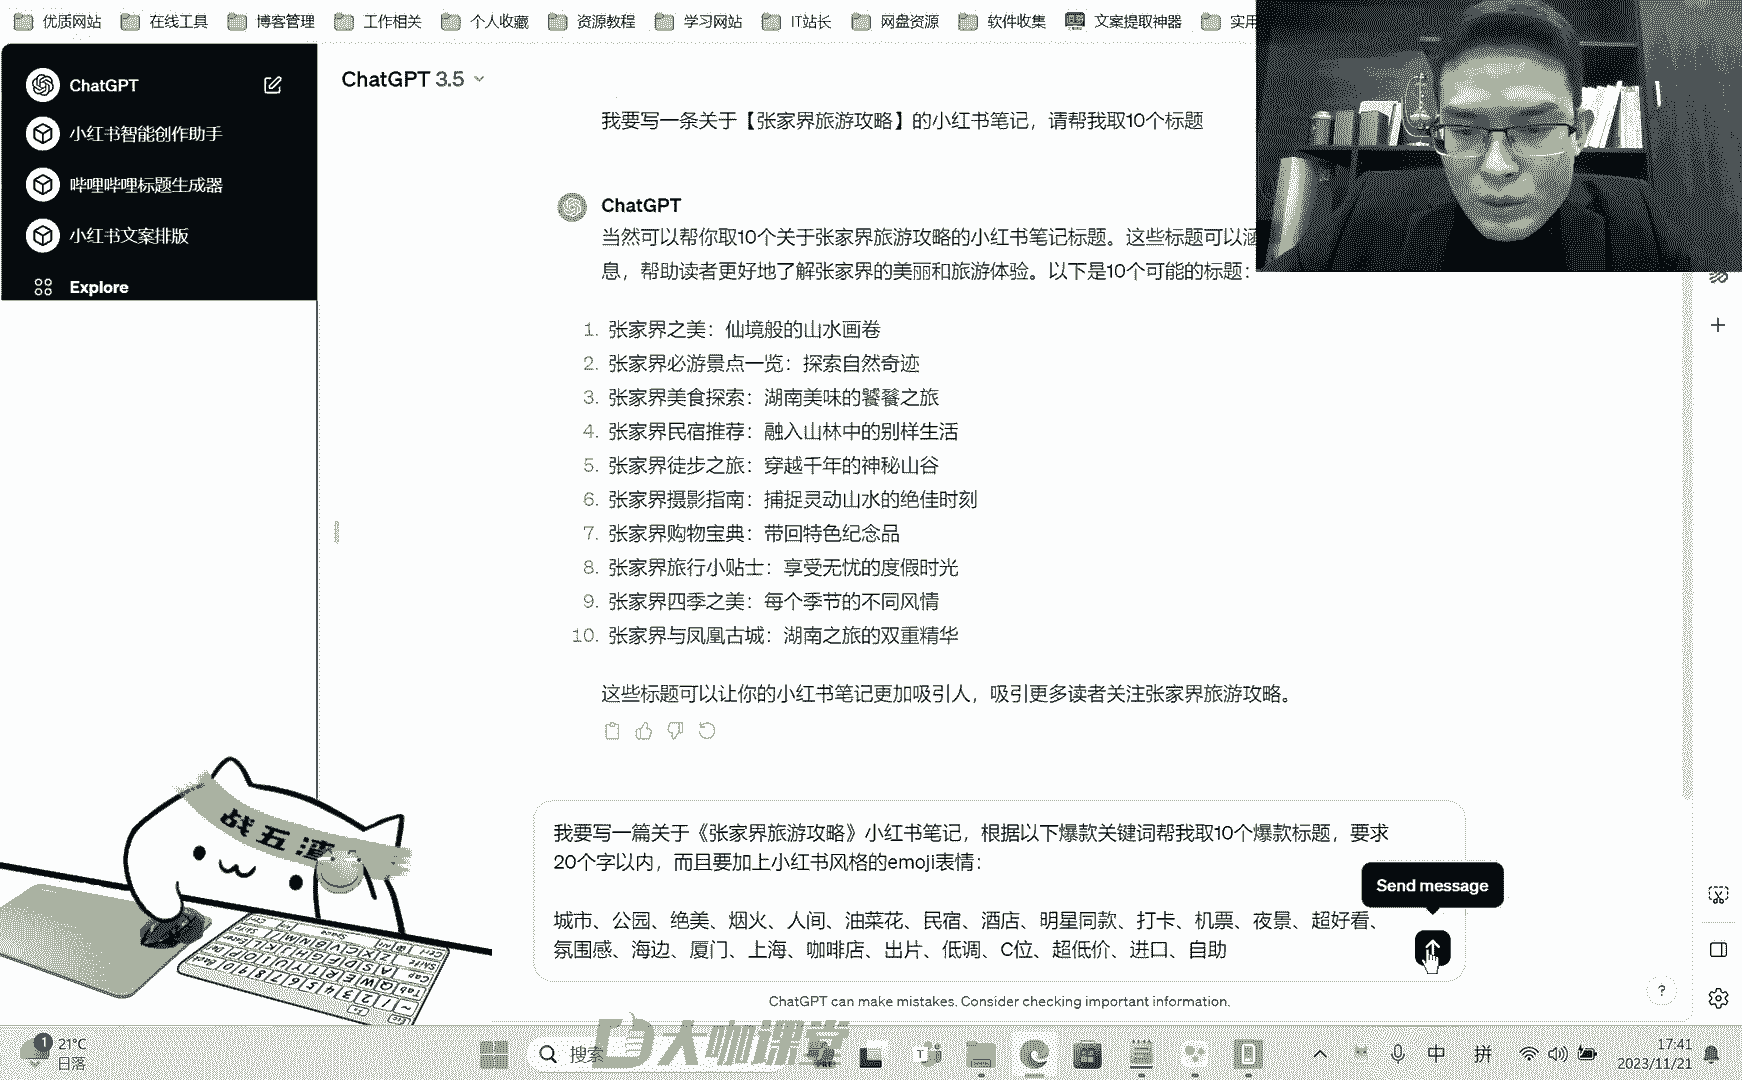 优质网站 在线工具 博客管理 工作相关 个人收藏 资源教程 学习网站 IT站长 网盘资源 软件收集 文案提取神器 实用
ChatGPT
小红书智能创作助手
哔哩哔哩标题生成器
小红书文案排版
Explore
ChatGPT 3.5
我要写一条关于【张家界旅游攻略】的小红书笔记，请帮我取10个标题
ChatGPT
当然可以帮你取10个关于张家界旅游攻略的小红书笔记标题。这些标题可以涵
息，帮助读者更好地了解张家界的美丽和旅游体验。以下是10个可能的标题：
1. 张家界之美：仙境般的山水画卷
2. 张家界必游景点一览：探索自然奇迹
3. 张家界美食探索：湖南美味的饕餮之旅
4. 张家界民宿推荐：融入山林中的别样生活
5. 张家界徒步之旅：穿越千年的神秘山谷
6. 张家界摄影指南：捕捉灵动山水的绝佳时刻
7. 张家界购物宝典：带回特色纪念品
8. 张家界旅行小贴士：享受无忧的度假时光
9. 张家界四季之美：每个季节的不同风情
10. 张家界与凤凰古城：湖南之旅的双重精华
这些标题可以让你的小红书笔记更加吸引人，吸引更多读者关注张家界旅游攻略。
我要写一篇关于《张家界旅游攻略》小红书笔记，根据以下爆款关键词帮我取10个爆款标题，要求
20个字以内，而且要加上小红书风格的emoji表情：
城市、公园、绝美、烟火、人间、油菜花、民宿、酒店、明星同款、打卡、机票、夜景、超好看、
氛围感、海边、厦门、上海、咖啡店、出片、低调、C位、超低价、进口、自助
Send message
ChatGPT can make mistakes. Consider checking important information.
?
战五渣
大咖课堂
1
21°C
日落
搜索
中
拼
17:41
2023/11/21